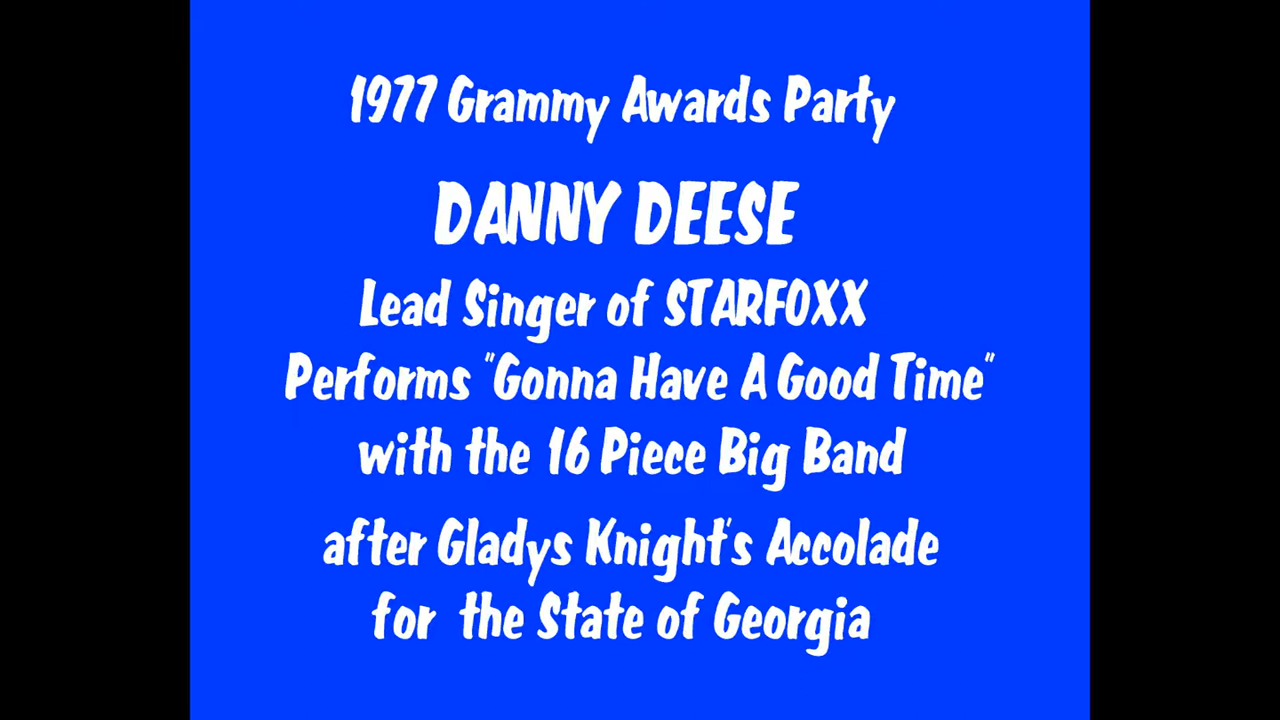 1977 Grammy Awards Party
DANNY DEESE
Lead Singer of STARFOXX
Performs "Gonna Have A Good Time"
with the 16 Piece Big Band
after Gladys Knight's Accolade
for the State of Georgia